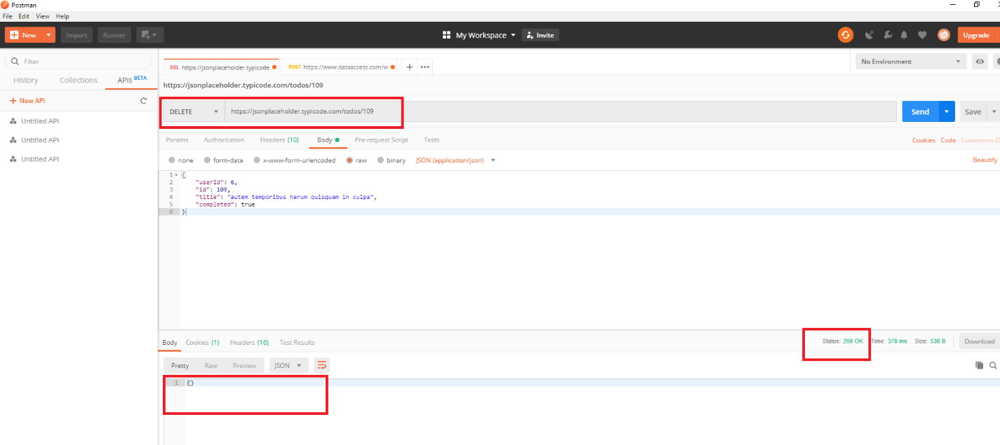 Postman
File Edit View Help
New Import Runner My Workspace Invite Upgrade
Filter
History Collections APIs BETA
New API
Untitled API
Untitled API
Untitled API
DEL https://jsonplaceholder.typicode POST https://www.dataaccess.com/w No Environment
https://jsonplaceholder.typicode.com/todos/109
DELETE https://jsonplaceholder.typicode.com/todos/109 Send Save
Params Authorization Headers (10) Body Pre-request Script Tests Cookies Code Comments (0
none form-data x-www-form-urlencoded raw binary JSON (application/json) Beautify
1 {
2 "userId": 6,
3 "id": 109,
4 "title": "autem temporibus harum quisquam in culpa",
5 "completed": true
6 }
Body Cookies (1) Headers (16) Test Results Status: 200 OK Time: 378 ms Size: 538 B Download
Pretty Raw Preview JSON
1 {}